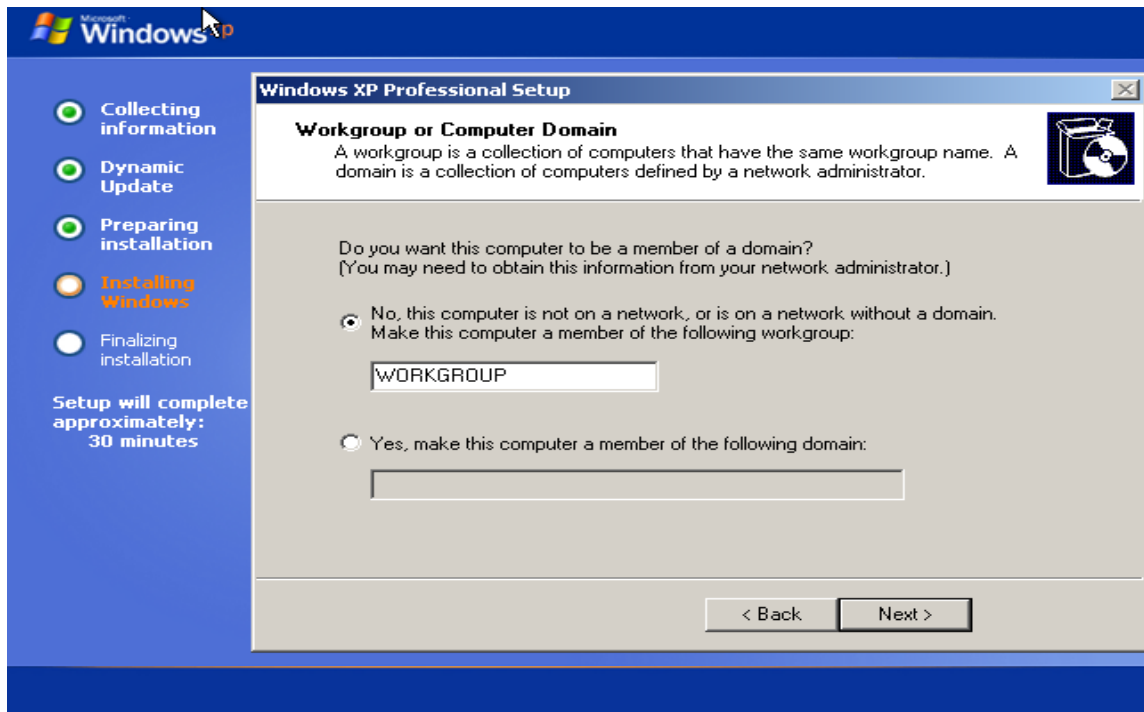 Microsoft
Windows xp
Collecting
information
Dynamic
Update
Preparing
installation
Installing
Windows
Finalizing
installation
Setup will complete
approximately:
30 minutes
Windows XP Professional Setup
Workgroup or Computer Domain
A workgroup is a collection of computers that have the same workgroup name.  A
domain is a collection of computers defined by a network administrator.
Do you want this computer to be a member of a domain?
(You may need to obtain this information from your network administrator.)
No, this computer is not on a network, or is on a network without a domain.
Make this computer a member of the following workgroup:
WORKGROUP
Yes, make this computer a member of the following domain:
< Back
Next >